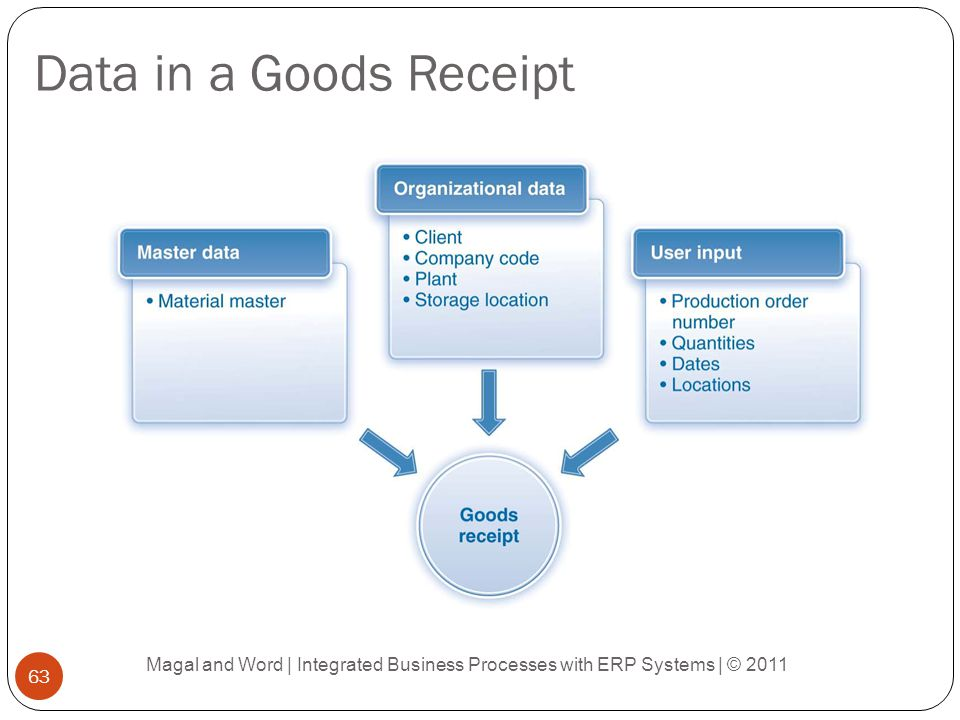 Data in a Goods Receipt
Organizational data
• Client
• Company code
• Plant
• Storage location
Master data
• Material master
User input
• Production order
number
• Quantities
• Dates
• Locations
Goods
receipt
Magal and Word | Integrated Business Processes with ERP Systems | © 2011
63